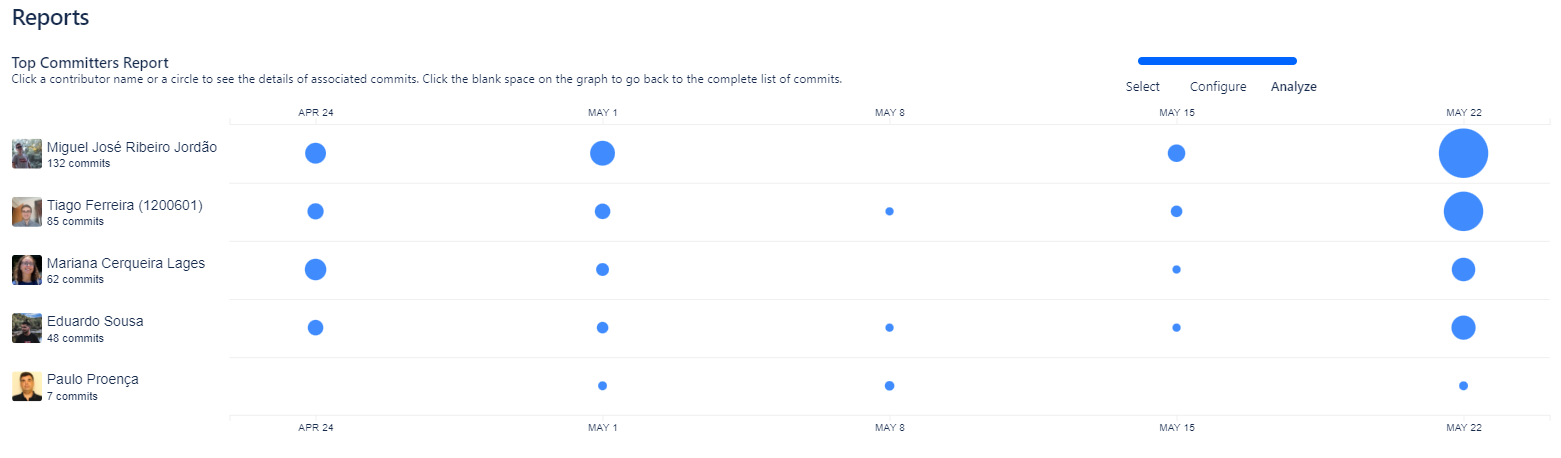 Reports
Top Committers Report
Click a contributor name or a circle to see the details of associated commits. Click the blank space on the graph to go back to the complete list of commits.
Select Configure Analyze
APR 24 MAY 1 MAY 8 MAY 15 MAY 22
Miguel José Ribeiro Jordão
132 commits
Tiago Ferreira (1200601)
85 commits
Mariana Cerqueira Lages
62 commits
Eduardo Sousa
48 commits
Paulo Proença
7 commits
APR 24 MAY 1 MAY 8 MAY 15 MAY 22